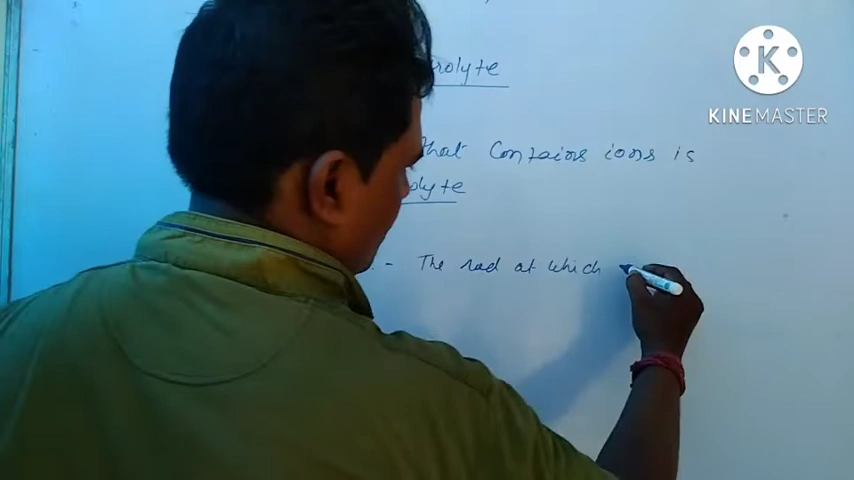 rolyte
that contains ions is
olyte
- The rod at which
KINEMASTER